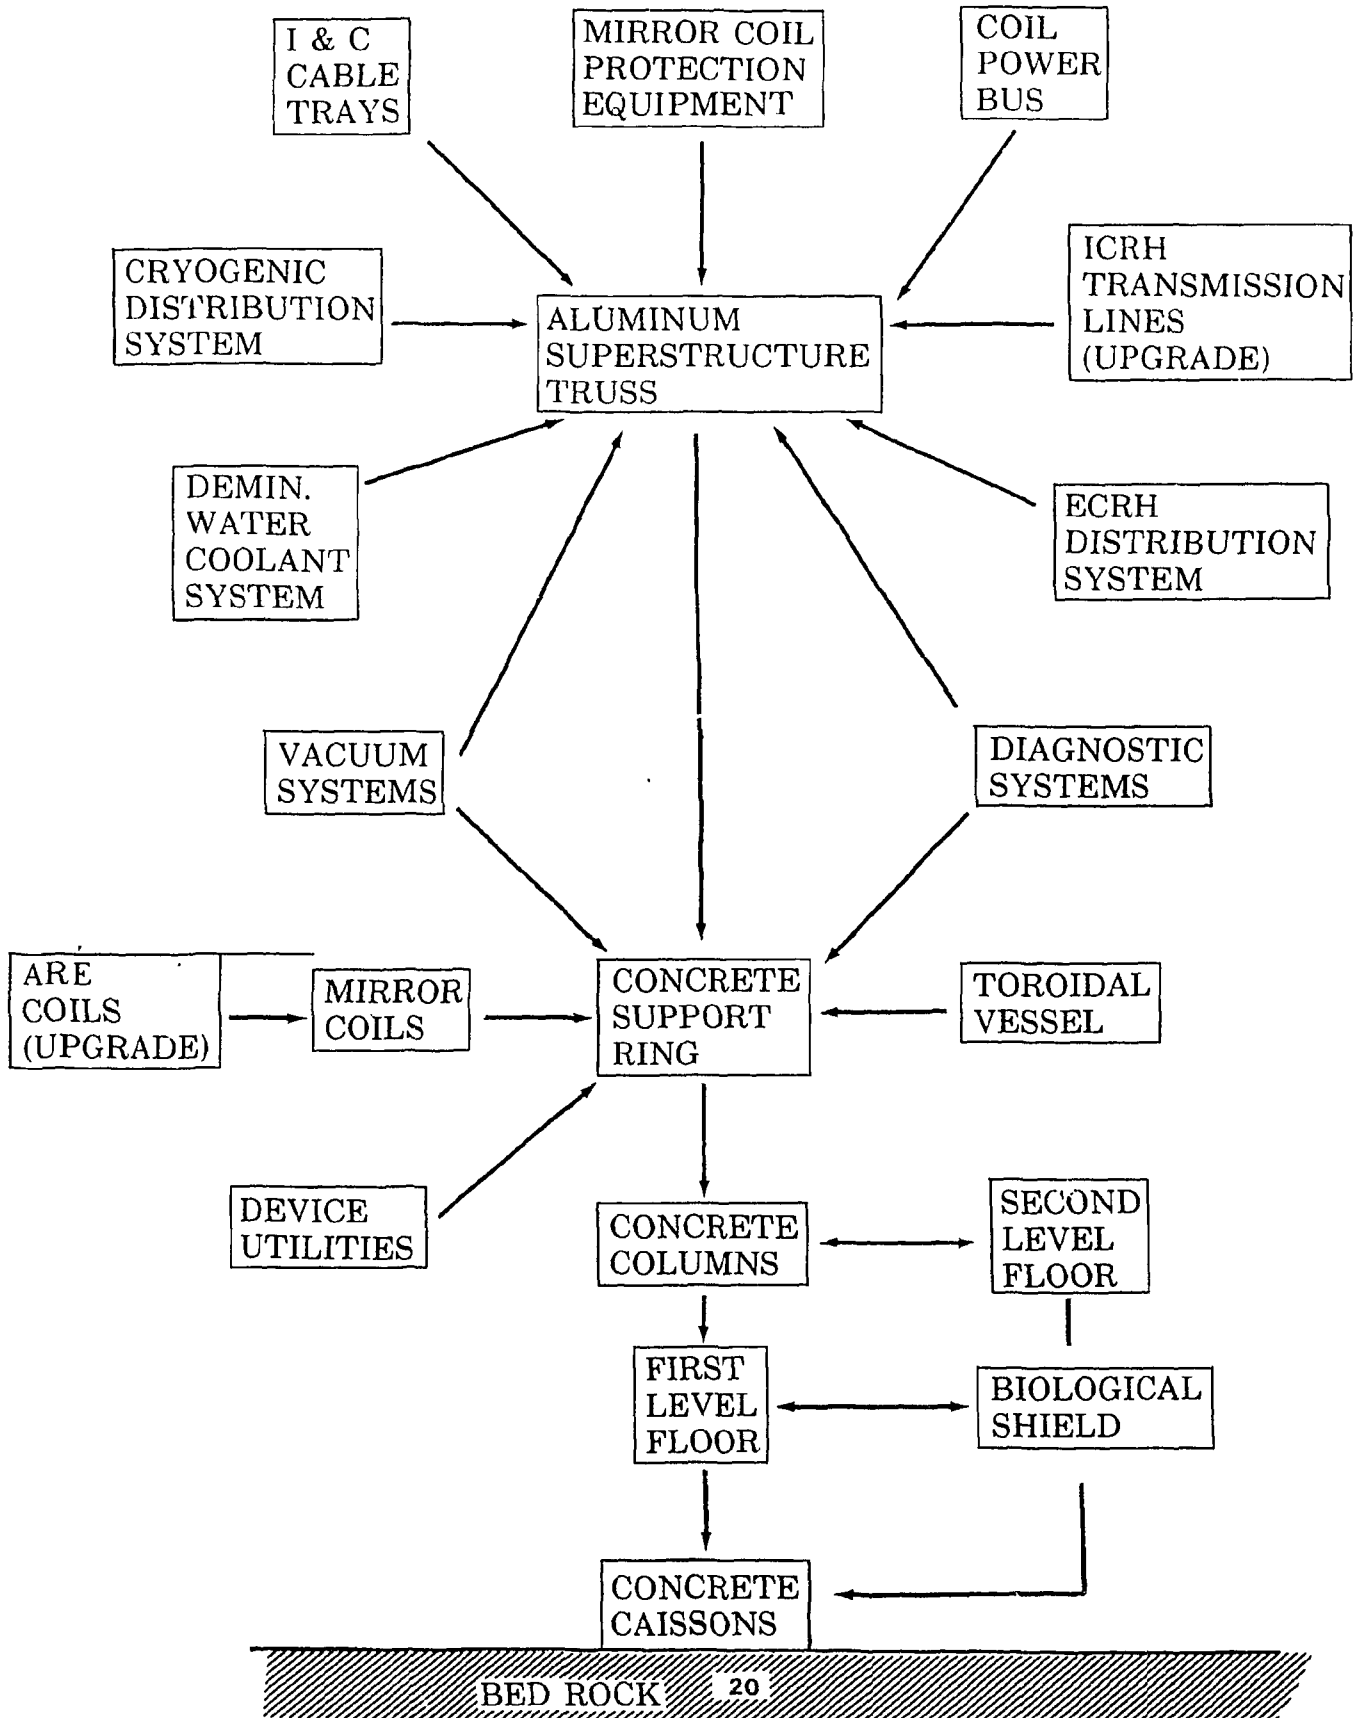 I & C
CABLE
TRAYS
MIRROR COIL
PROTECTION
EQUIPMENT
COIL
POWER
BUS
CRYOGENIC
DISTRIBUTION
SYSTEM
ALUMINUM
SUPERSTRUCTURE
TRUSS
ICRH
TRANSMISSION
LINES
(UPGRADE)
DEMIN.
WATER
COOLANT
SYSTEM
ECRH
DISTRIBUTION
SYSTEM
VACUUM
SYSTEMS
DIAGNOSTIC
SYSTEMS
ARE
COILS
(UPGRADE)
MIRROR
COILS
CONCRETE
SUPPORT
RING
TOROIDAL
VESSEL
DEVICE
UTILITIES
CONCRETE
COLUMNS
SECOND
LEVEL
FLOOR
FIRST
LEVEL
FLOOR
BIOLOGICAL
SHIELD
CONCRETE
CAISSONS
BED ROCK 20